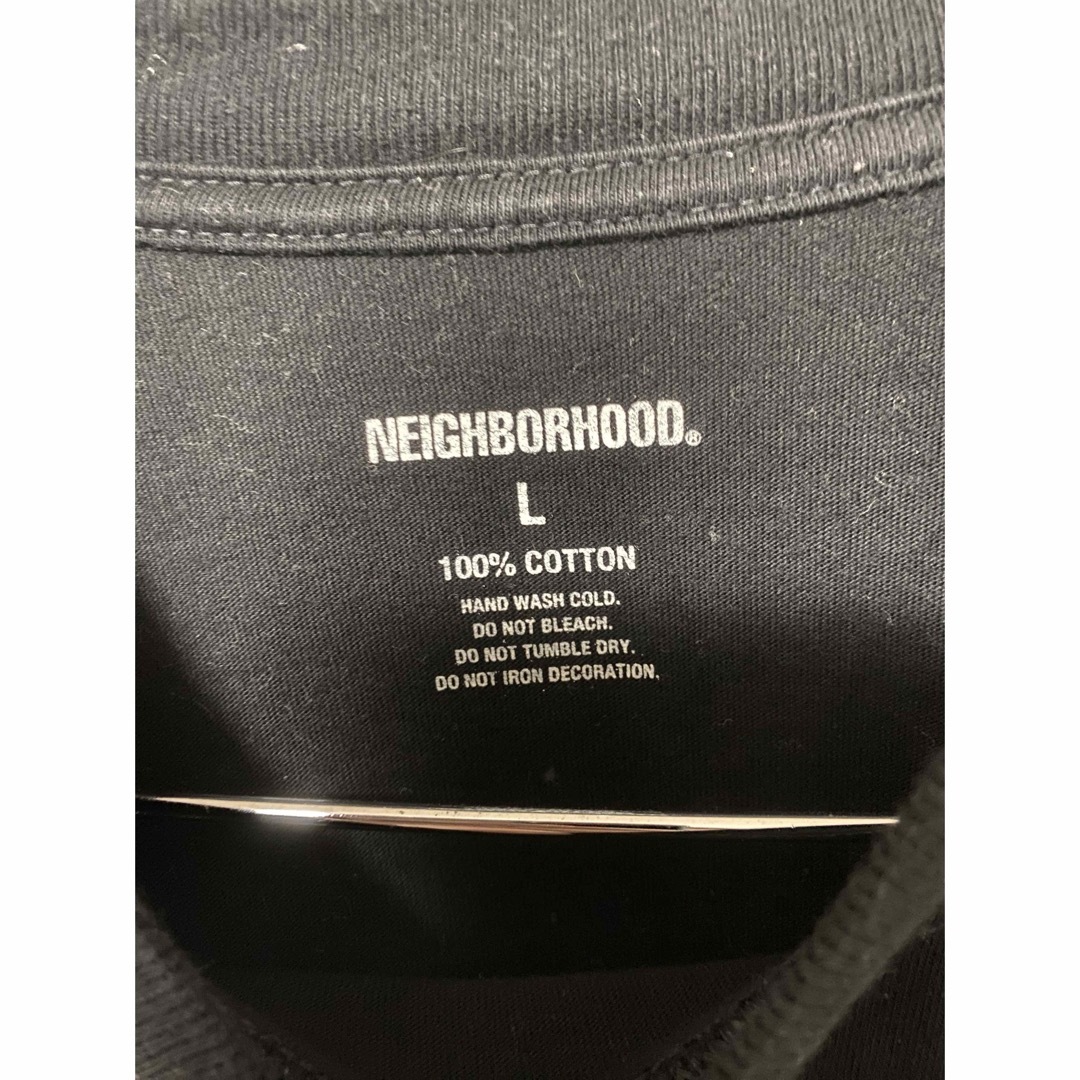 NEIGHBORHOOD®
L
100% COTTON
HAND WASH COLD.
DO NOT BLEACH.
DO NOT TUMBLE DRY.
DO NOT IRON DECORATION.